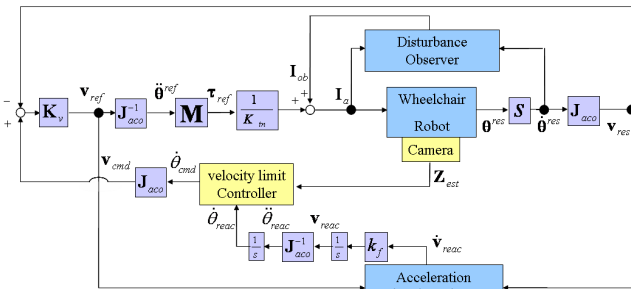 Disturbance
Observer
I_ob
I_a
−
+
K_v
v_ref
J_aco^{-1}
θ̈^{ref}
M
τ_ref
1/K_tn
+ +
Wheelchair
Robot
Camera
θ^{res}
S
θ̇^{res}
J_aco
v_res
v_cmd
J_aco
θ̇_cmd
velocity limit
Controller
Z_est
θ̇_reac
θ̈_reac
v_reac
v̇_reac
1/s
J_aco^{-1}
1/s
k_f
Acceleration